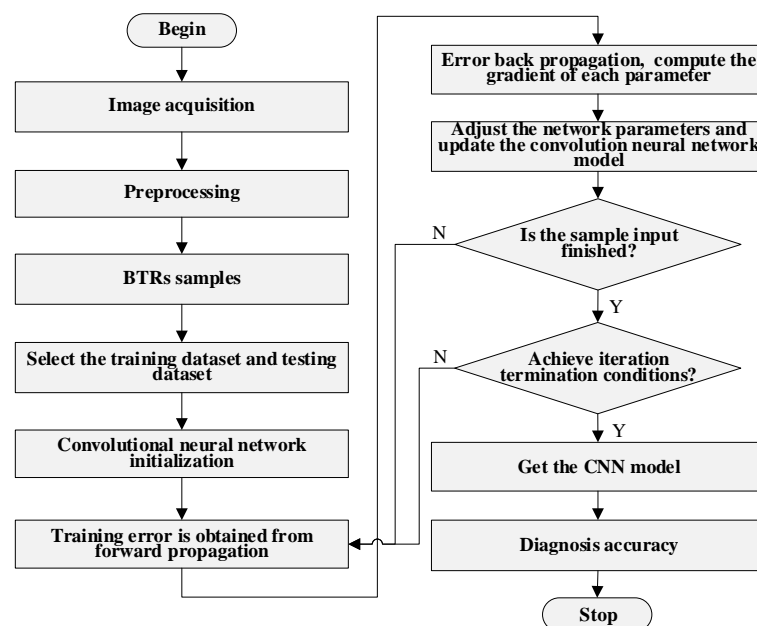 Begin
Image acquisition
Preprocessing
BTRs samples
Select the training dataset and testing
dataset
Convolutional neural network
initialization
Training error is obtained from
forward propagation
Error back propagation, compute the
gradient of each parameter
Adjust the network parameters and
update the convolution neural network
model
Is the sample input
finished?
N
Y
Achieve iteration
termination conditions?
N
Y
Get the CNN model
Diagnosis accuracy
Stop